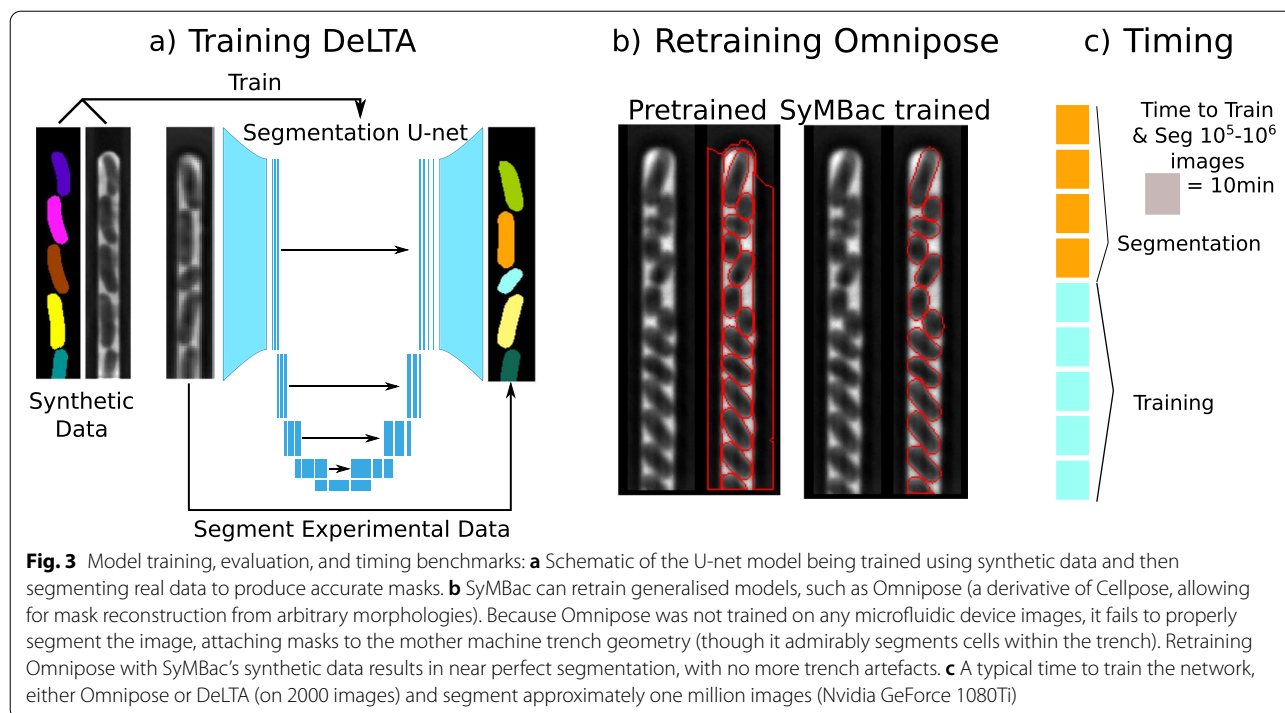 a) Training DeLTA
Train
Segmentation U-net
Synthetic
Data
Segment Experimental Data
b) Retraining Omnipose
Pretrained
SyMBac trained
c) Timing
Time to Train
& Seg 10⁵-10⁶
images
= 10min
Segmentation
Training
Fig. 3 Model training, evaluation, and timing benchmarks: a Schematic of the U-net model being trained using synthetic data and then
segmenting real data to produce accurate masks. b SyMBac can retrain generalised models, such as Omnipose (a derivative of Cellpose, allowing
for mask reconstruction from arbitrary morphologies). Because Omnipose was not trained on any microfluidic device images, it fails to properly
segment the image, attaching masks to the mother machine trench geometry (though it admirably segments cells within the trench). Retraining
Omnipose with SyMBac's synthetic data results in near perfect segmentation, with no more trench artefacts. c A typical time to train the network,
either Omnipose or DeLTA (on 2000 images) and segment approximately one million images (Nvidia GeForce 1080Ti)